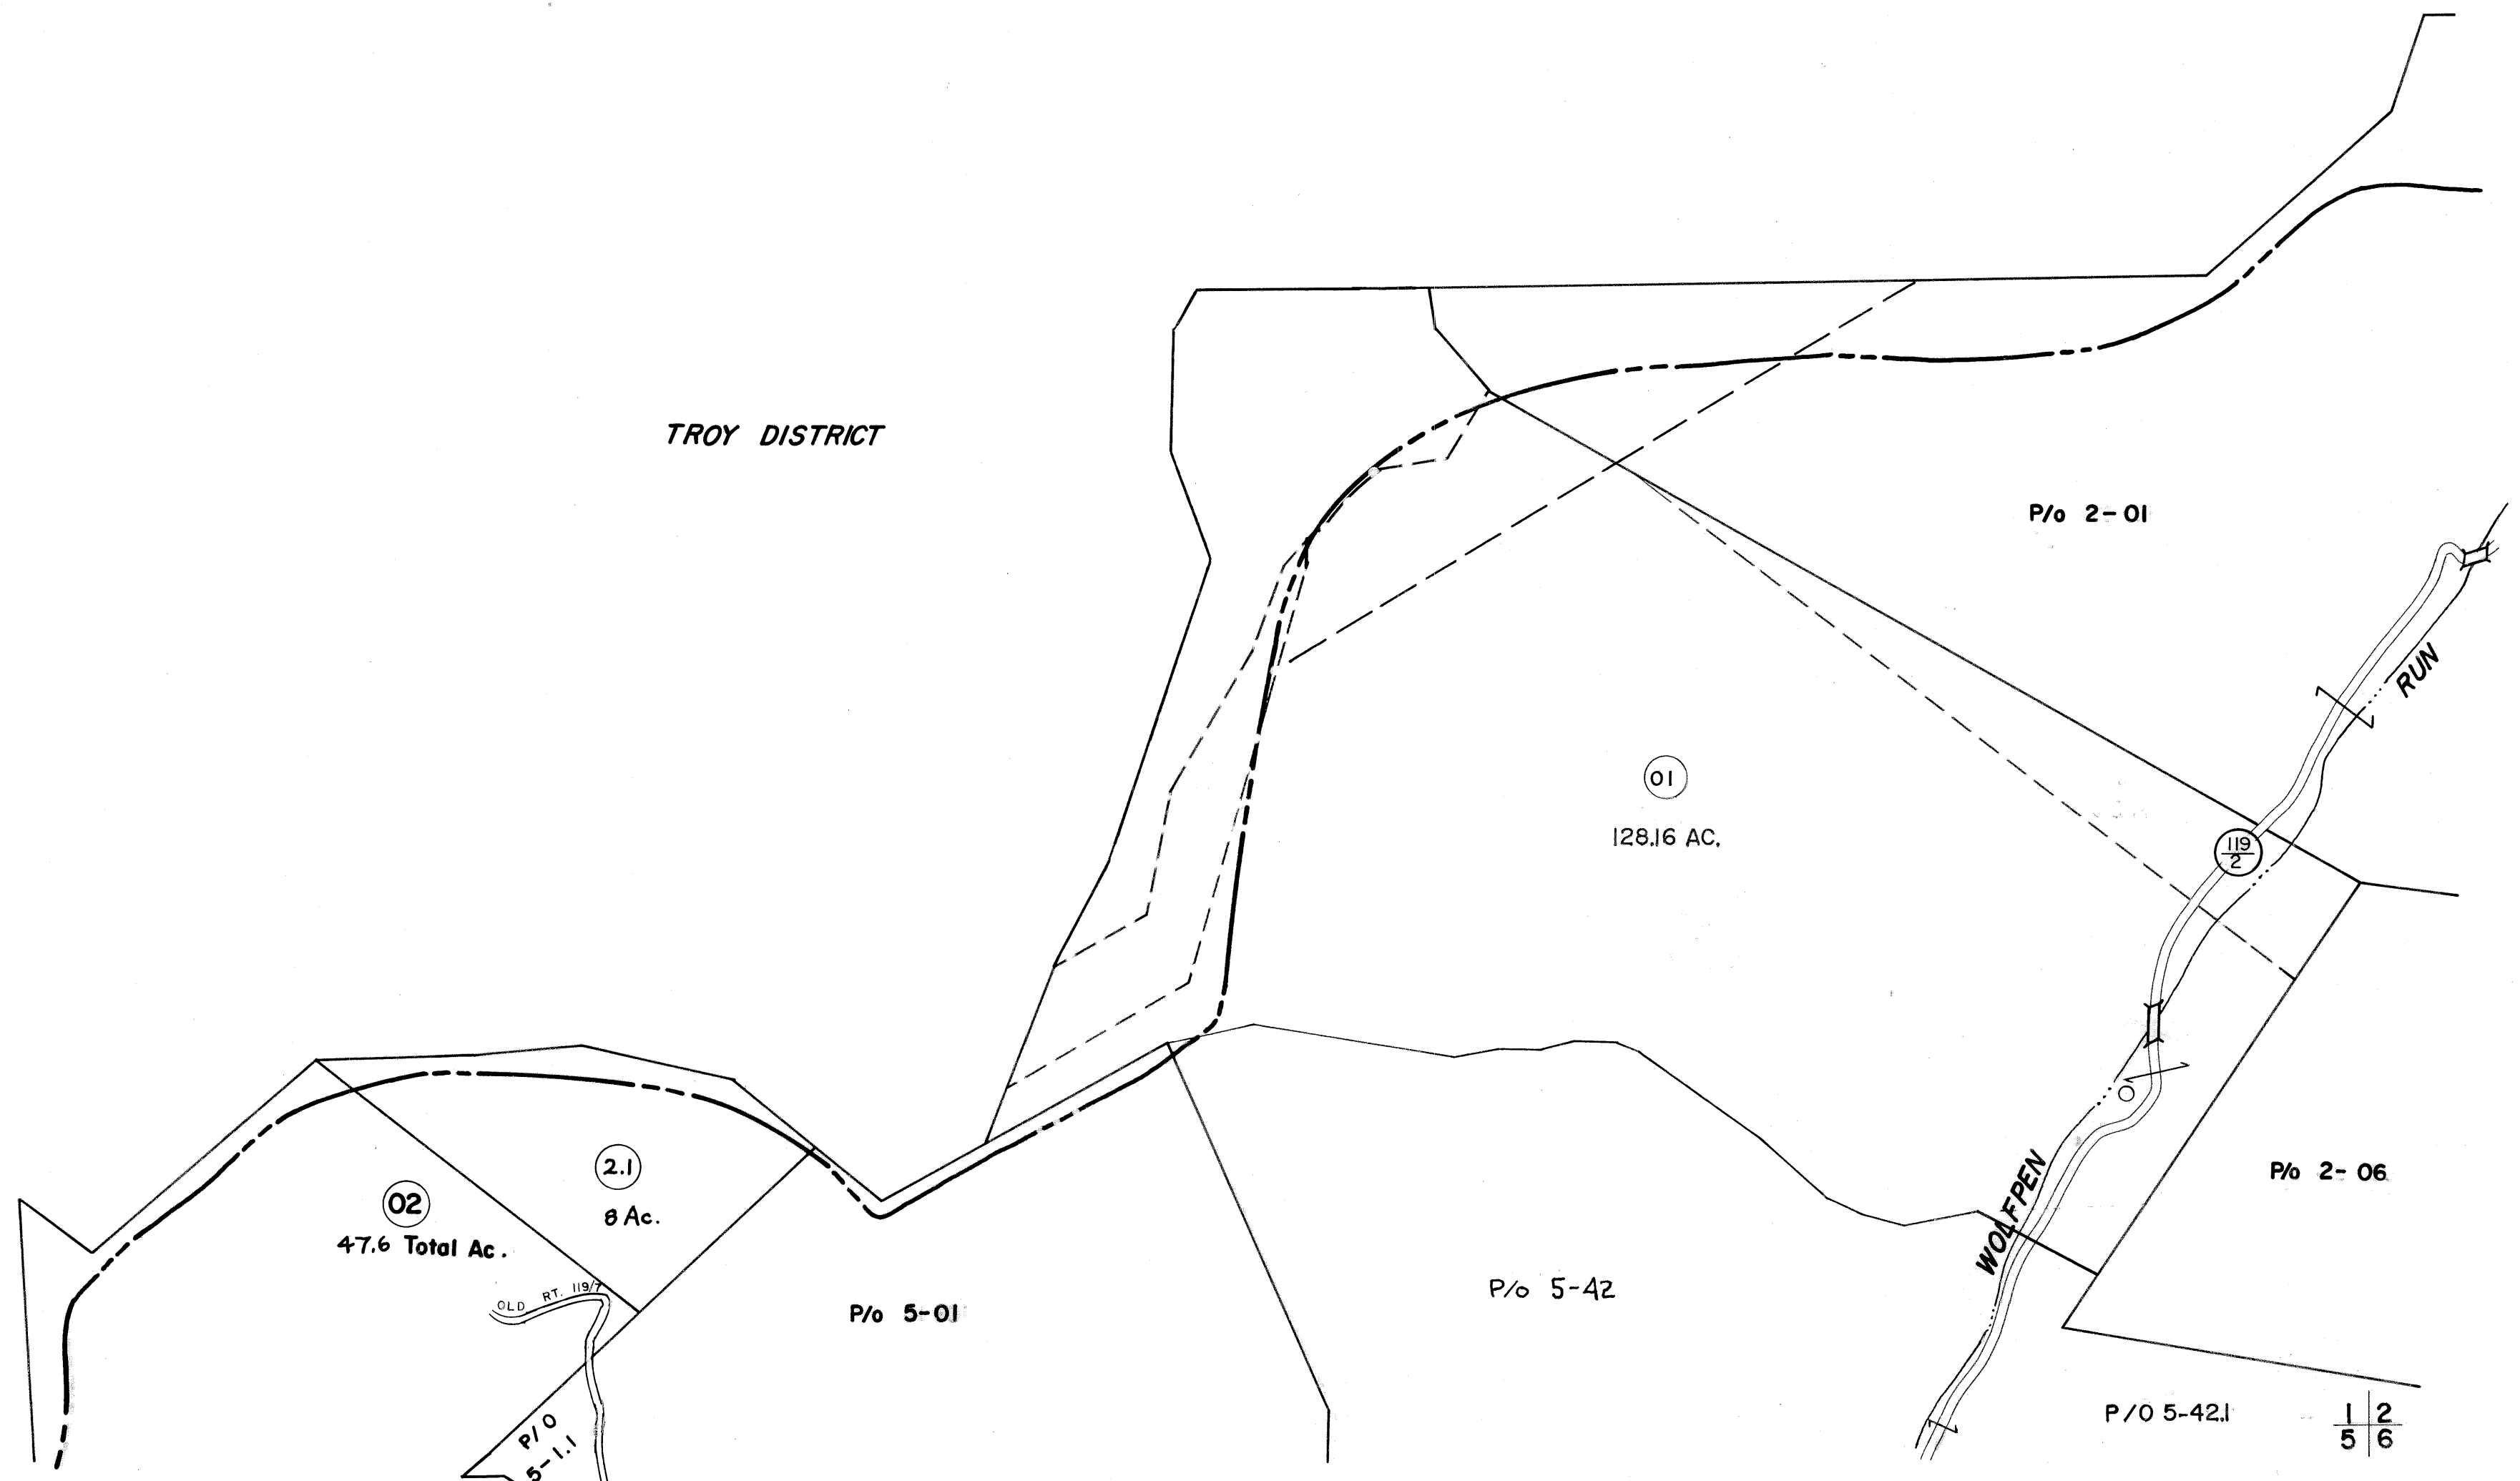 TROY DISTRICT
P/o 2-01
RUN
01
128.16 AC.
119
2
2.1
8 Ac.
02
47.6 Total Ac.
P/o 2-06
WOLFPEN
OLD RT. 119/7
P/o 5-01
P/o 5-42
P/O 5-42.1
1 2
5 6
P/O
5-1.1